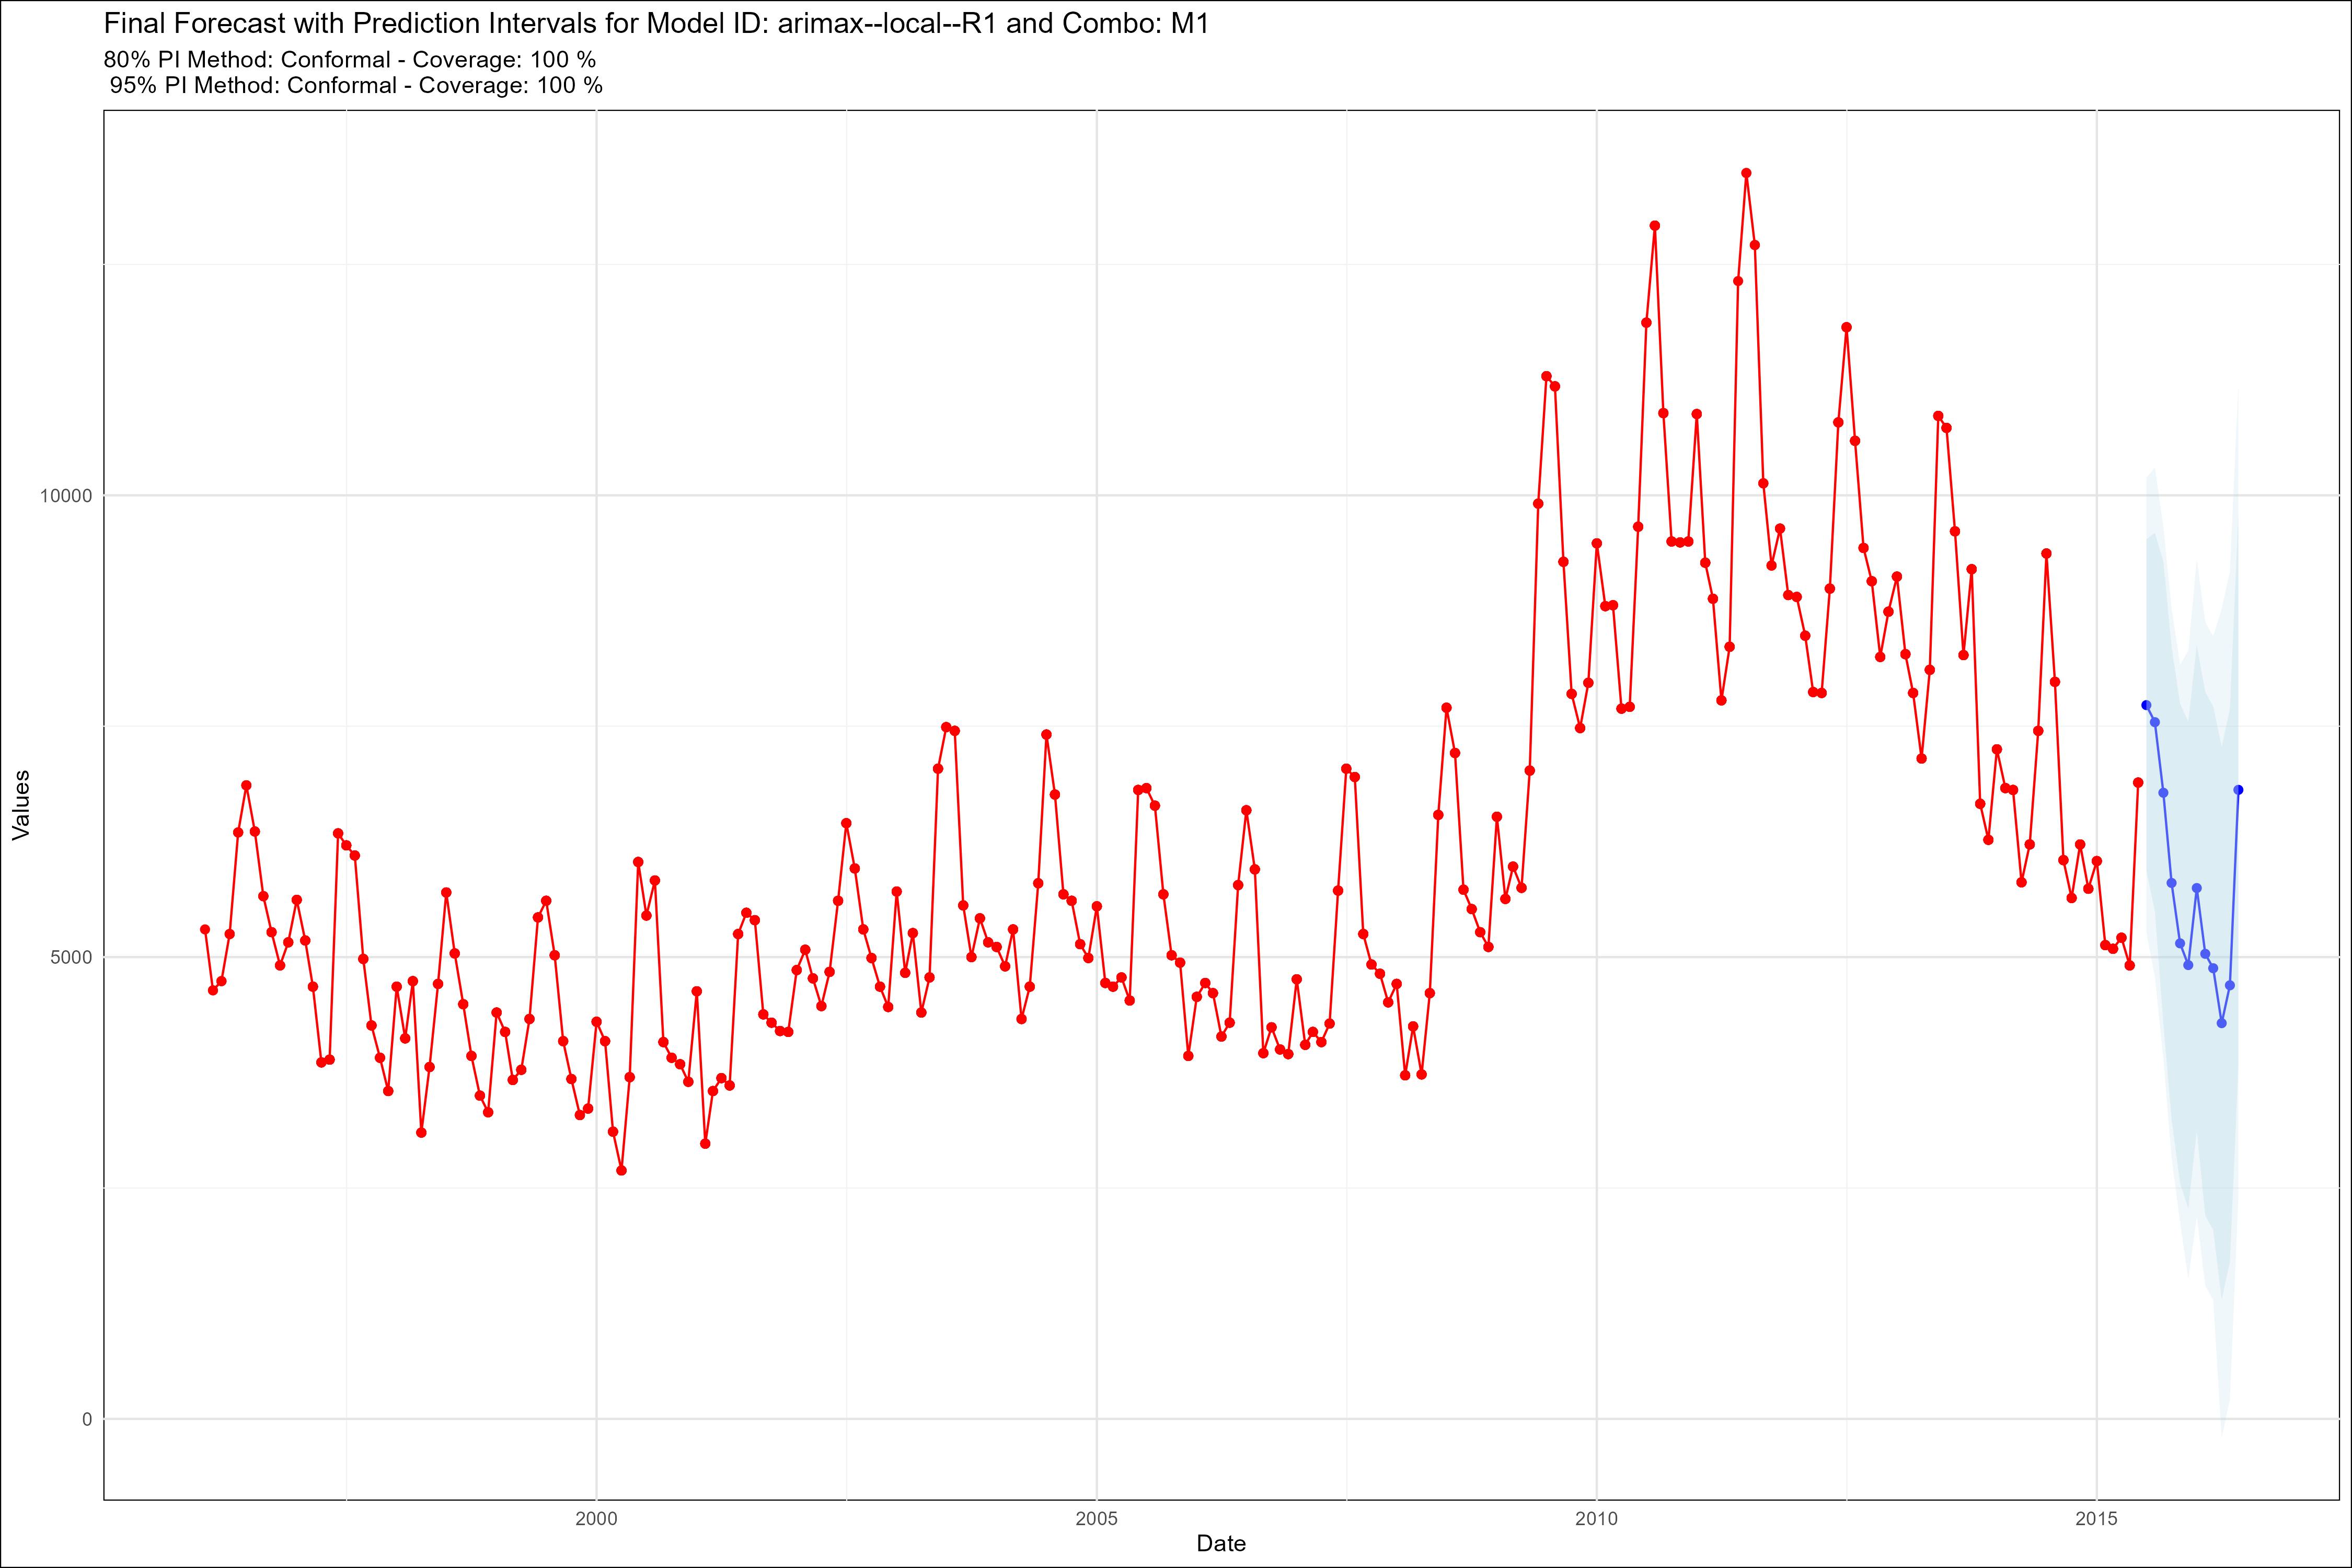 Final Forecast with Prediction Intervals for Model ID: arimax--local--R1 and Combo: M1
80% PI Method: Conformal - Coverage: 100 %
95% PI Method: Conformal - Coverage: 100 %
Values
10000
5000
0
2000
2005
2010
2015
Date